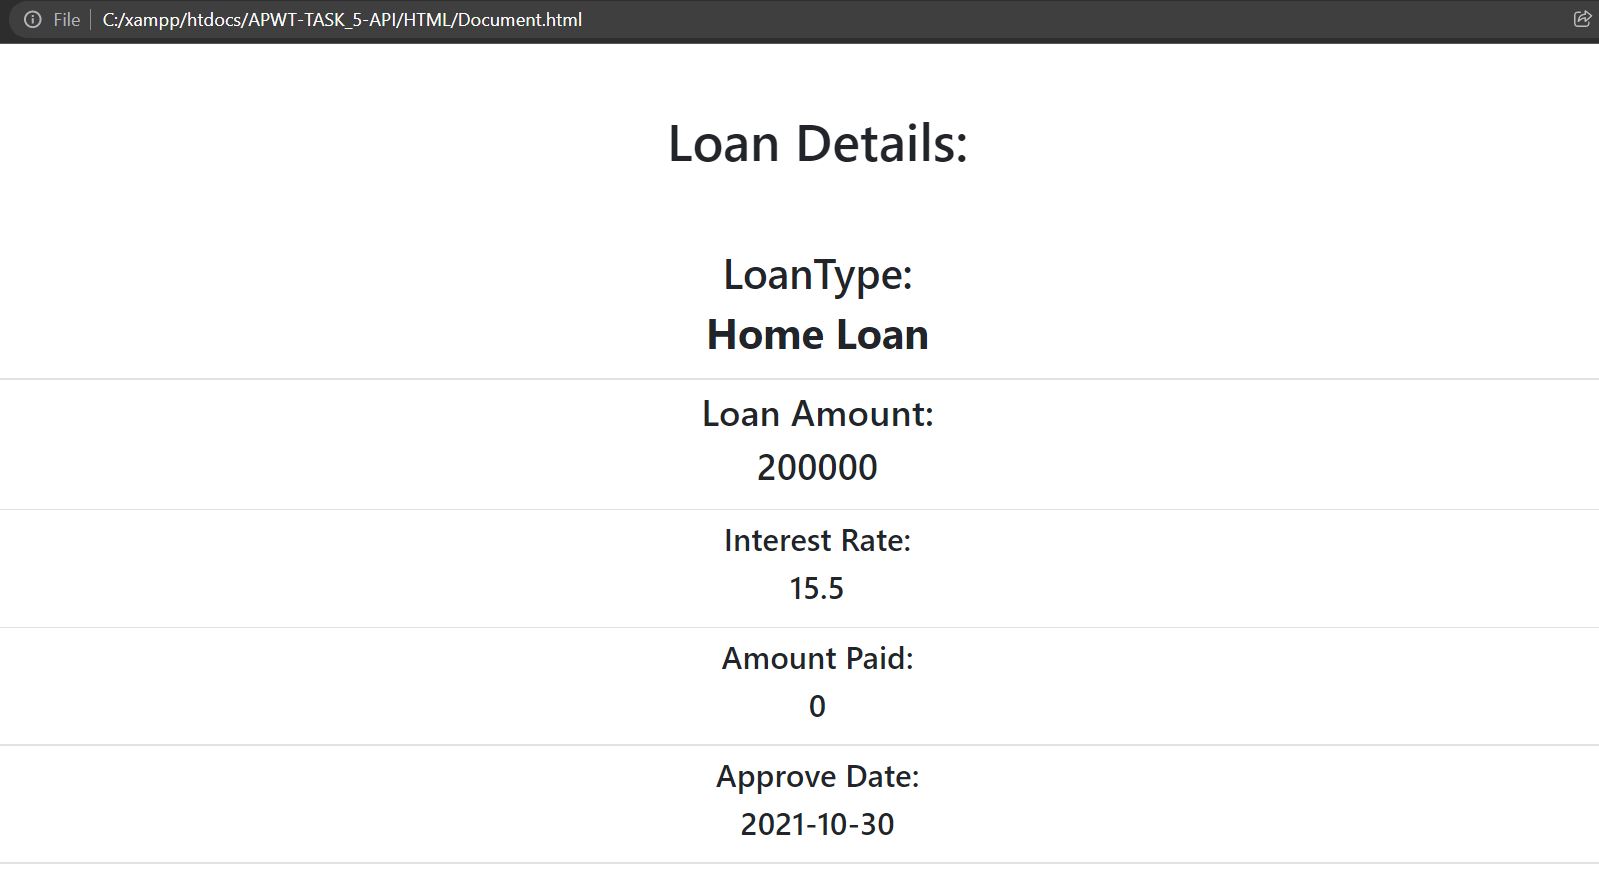 File C:/xampp/htdocs/APWT-TASK_5-API/HTML/Document.html
Loan Details:
LoanType:
Home Loan
Loan Amount:
200000
Interest Rate:
15.5
Amount Paid:
0
Approve Date:
2021-10-30